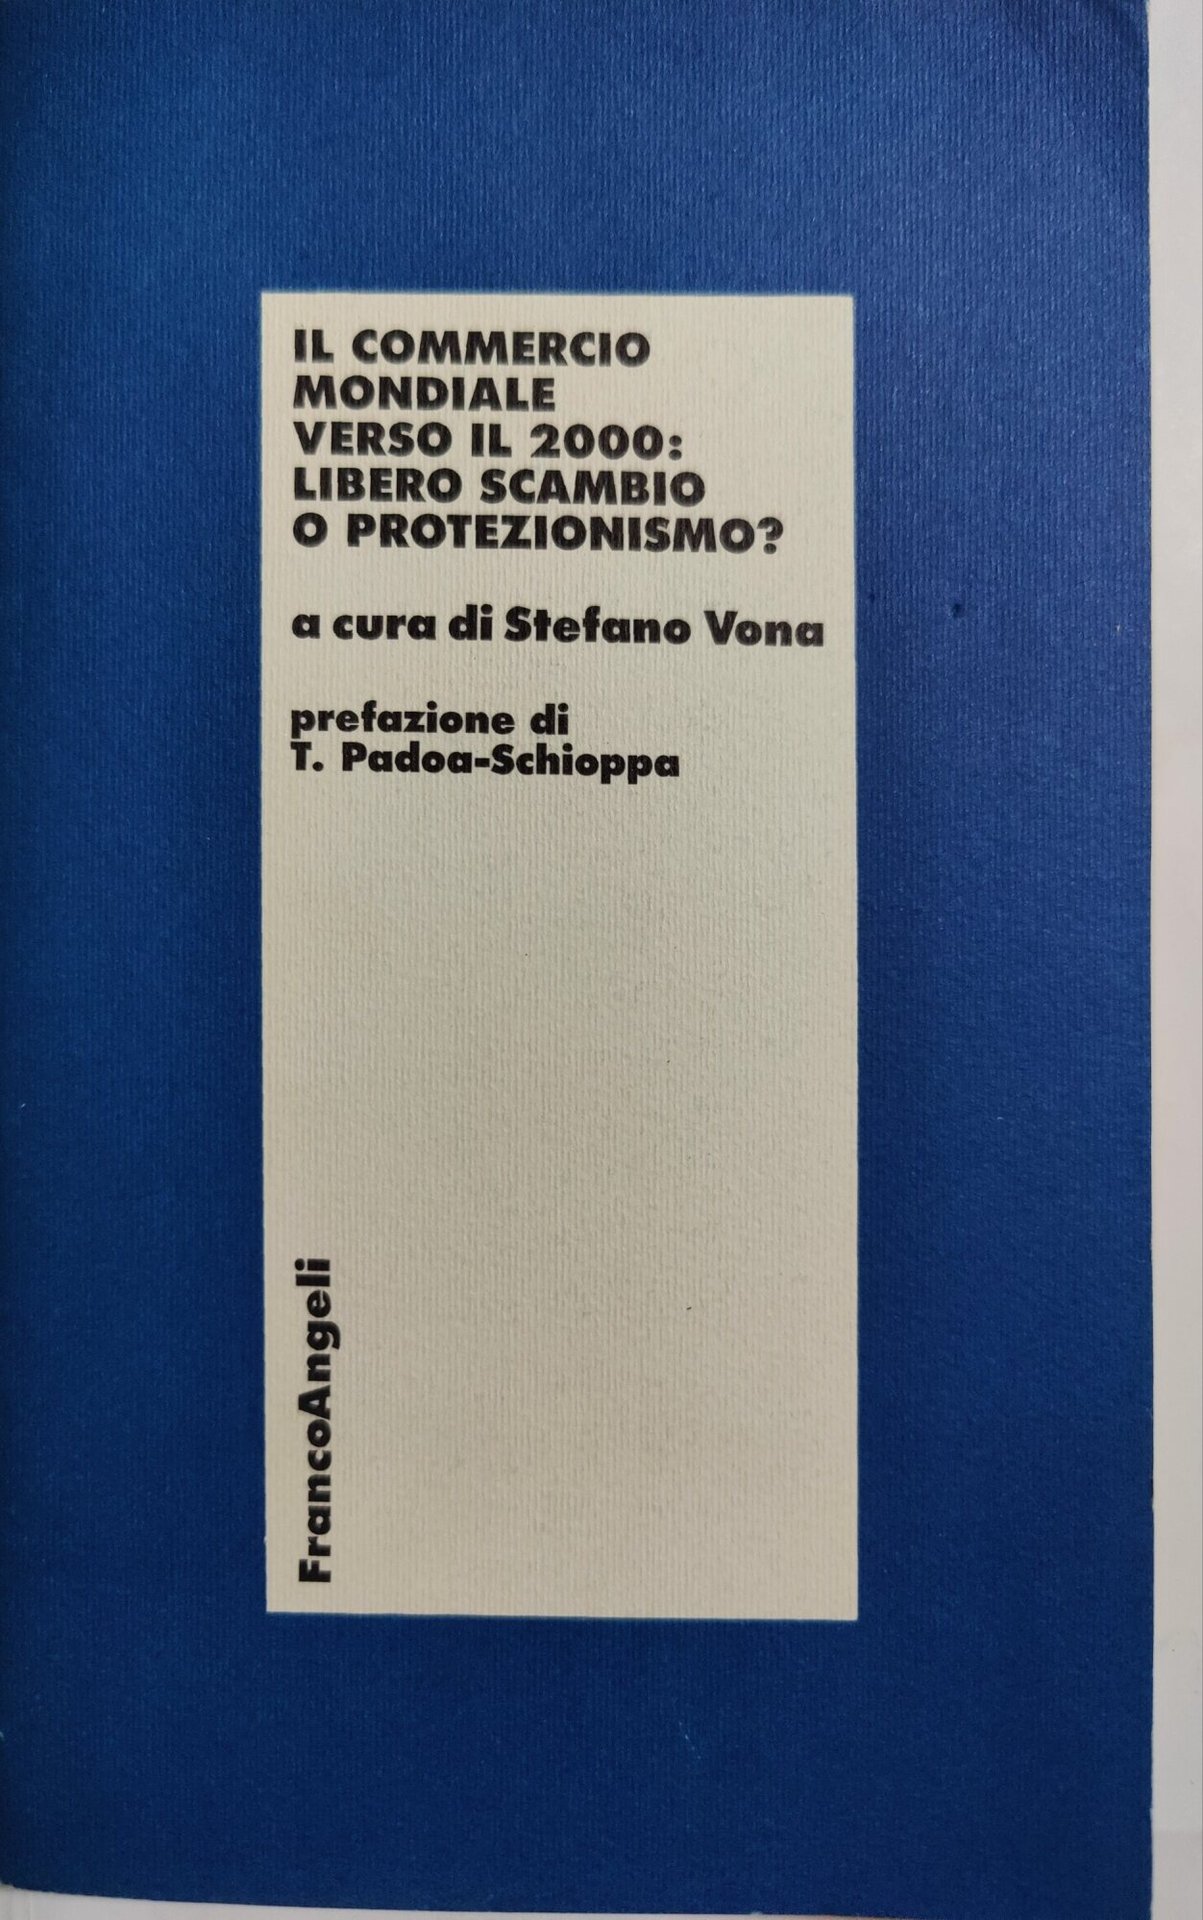 IL COMMERCIO
MONDIALE
VERSO IL 2000:
LIBERO SCAMBIO
O PROTEZIONISMO?
a cura di Stefano Vona
prefazione di
T. Padoa-Schioppa
FrancoAngeli